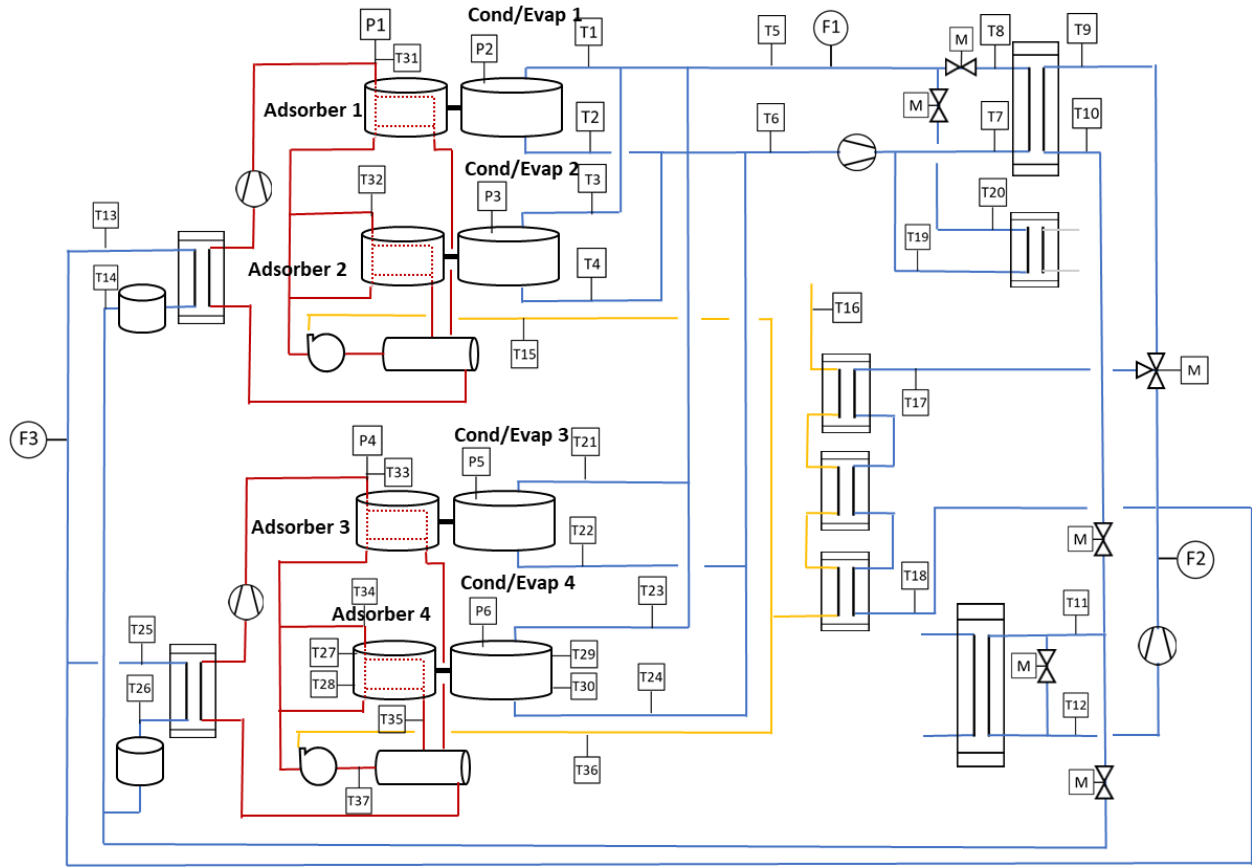 Cond/Evap 1
P1
T1
T5
F1
T8
T9
M
T31
P2
Adsorber 1
M
T2
T6
T7
T10
Cond/Evap 2
T32
T3
P3
T20
T13
T19
Adsorber 2
T4
T14
T16
T15
T17
M
F3
Cond/Evap 3
P4
T21
P5
T33
Adsorber 3
T22
M
F2
Cond/Evap 4
T34
T23
T18
Adsorber 4
P6
T11
T25
T27
T29
M
T26
T28
T30
T24
T35
T12
T36
T37
M